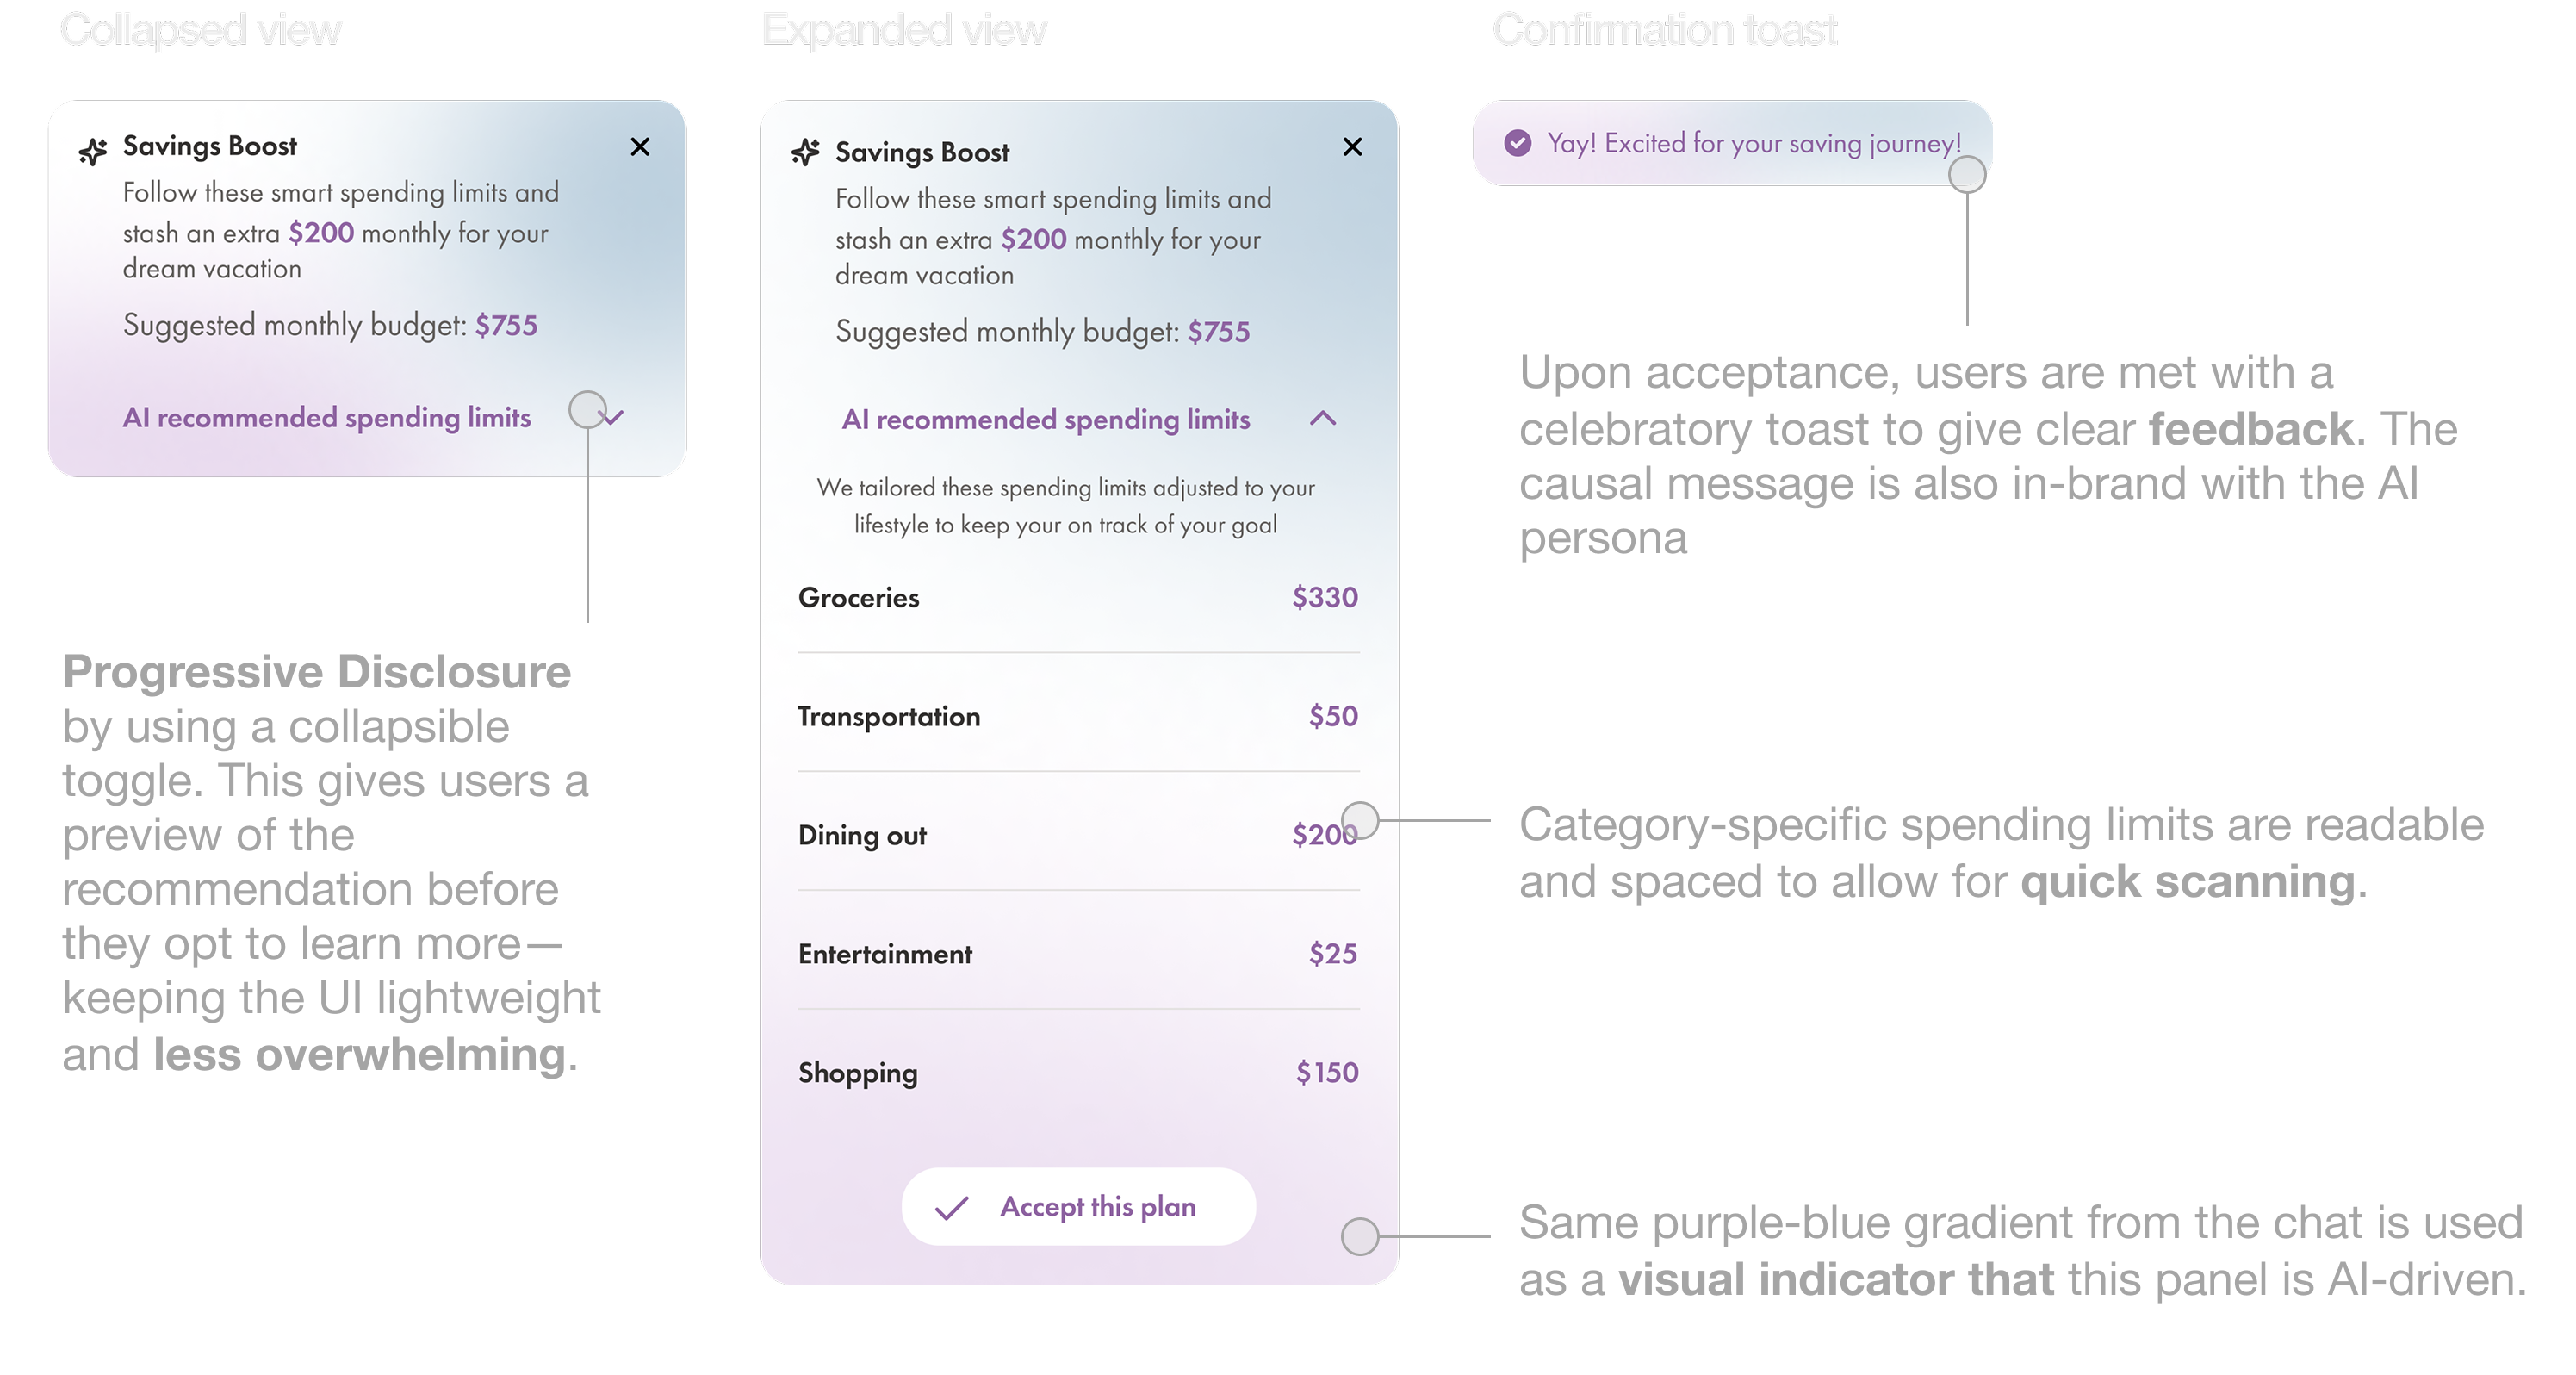 Collapsed view
Savings Boost
Follow these smart spending limits and
stash an extra $200 monthly for your
dream vacation
Suggested monthly budget: $755
AI recommended spending limits
Progressive Disclosure
by using a collapsible
toggle. This gives users a
preview of the
recommendation before
they opt to learn more—
keeping the UI lightweight
and less overwhelming.
Expanded view
Savings Boost
Follow these smart spending limits and
stash an extra $200 monthly for your
dream vacation
Suggested monthly budget: $755
AI recommended spending limits
We tailored these spending limits adjusted to your
lifestyle to keep your on track of your goal
Groceries $330
Transportation $50
Dining out $200
Entertainment $25
Shopping $150
Accept this plan
Confirmation toast
Yay! Excited for your saving journey!
Upon acceptance, users are met with a
celebratory toast to give clear feedback. The
causal message is also in-brand with the AI
persona
Category-specific spending limits are readable
and spaced to allow for quick scanning.
Same purple-blue gradient from the chat is used
as a visual indicator that this panel is AI-driven.